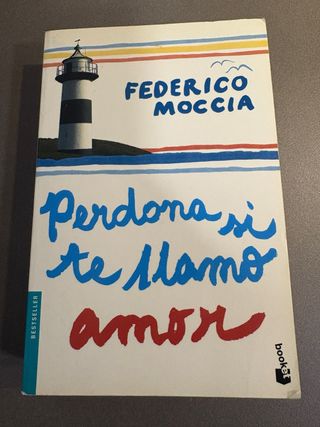 FEDERICO
MOCCIA
Perdona si
te llamo
amor
BESTSELLER
booket